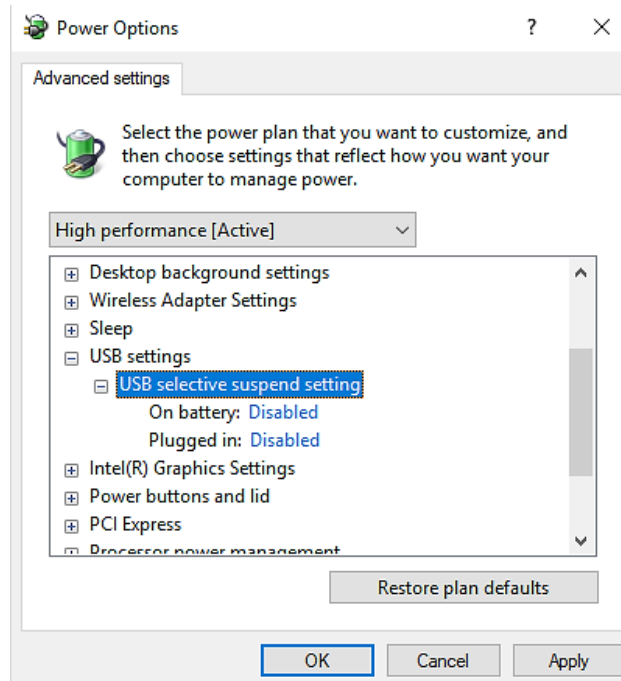 Power Options
?
Advanced settings
Select the power plan that you want to customize, and
then choose settings that reflect how you want your
computer to manage power.
High performance [Active]
Desktop background settings
Wireless Adapter Settings
Sleep
USB settings
USB selective suspend setting
On battery: Disabled
Plugged in: Disabled
Intel(R) Graphics Settings
Power buttons and lid
PCI Express
Processor power management
Restore plan defaults
OK Cancel Apply